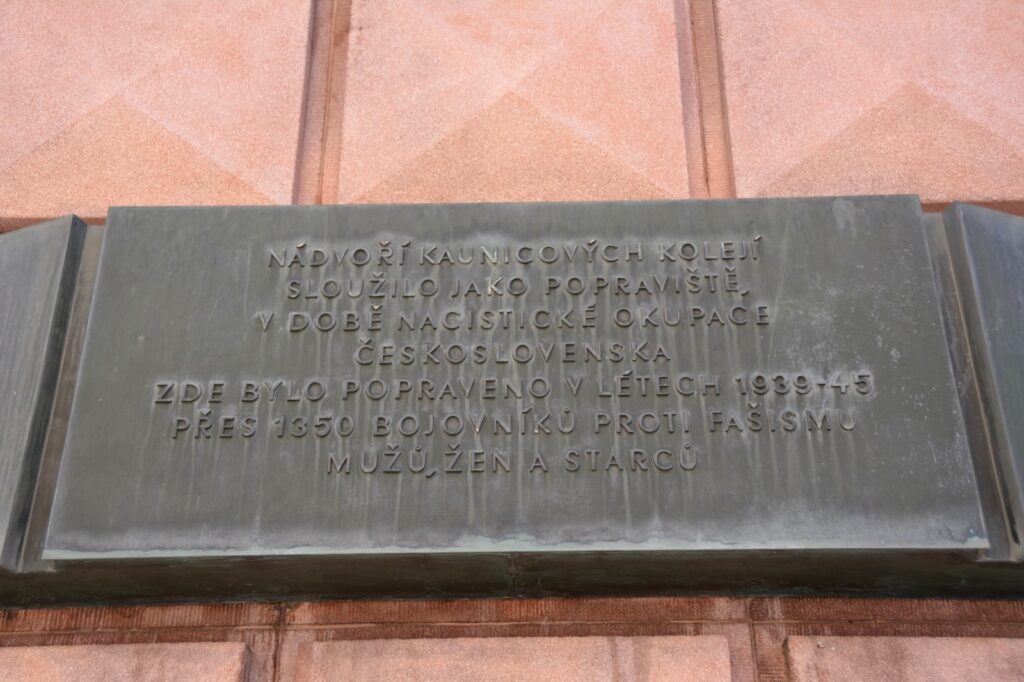 NÁDVOŘÍ KAUNICOVÝCH KOLEJÍ
SLOUŽILO JAKO POPRAVIŠTĚ,
V DOBĚ NACISTICKÉ OKUPACE
ČESKOSLOVENSKA
ZDE BYLO POPRAVENO V LÉTECH 1939-45
PŘES 1350 BOJOVNÍKŮ PROTI FAŠISMU
MUŽŮ, ŽEN A STARCŮ